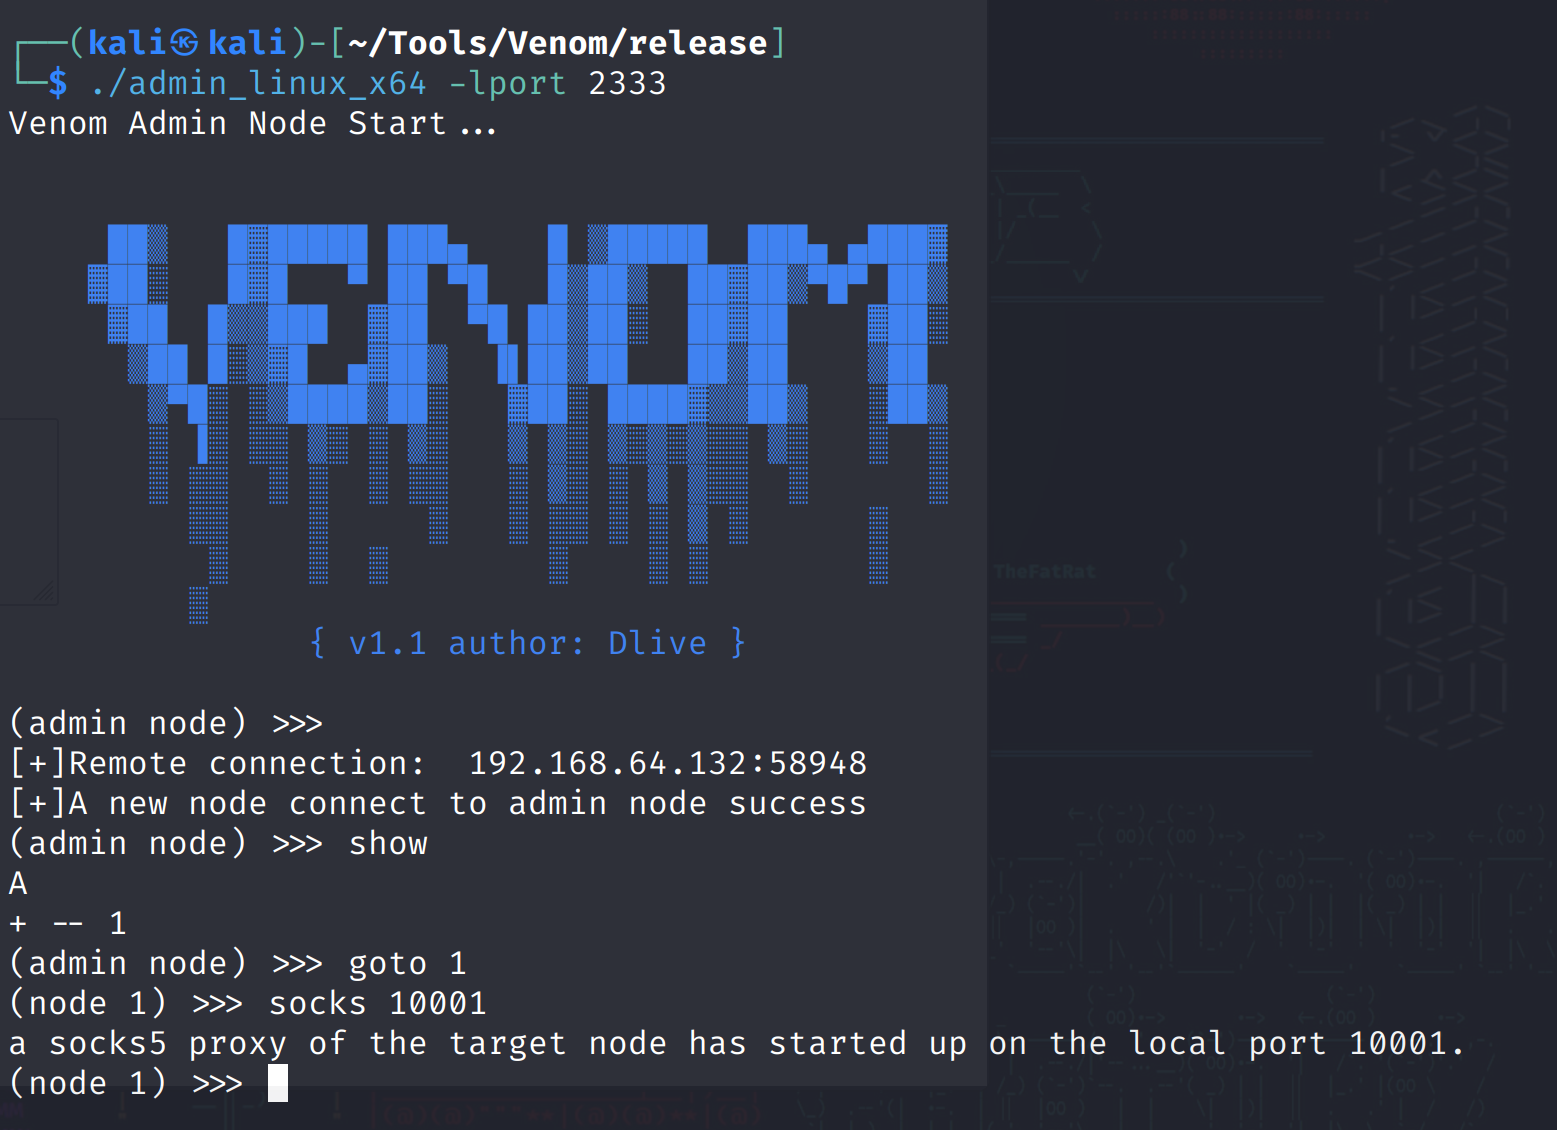 (kali㉿kali)-[~/Tools/Venom/release]
$ ./admin_linux_x64 -lport 2333
Venom Admin Node Start...
VENOM
{ v1.1 author: Dlive }
(admin node) >>>
[+]Remote connection:  192.168.64.132:58948
[+]A new node connect to admin node success
(admin node) >>> show
A
+ -- 1
(admin node) >>> goto 1
(node 1) >>> socks 10001
a socks5 proxy of the target node has started up on the local port 10001.
(node 1) >>>
TheFatRat